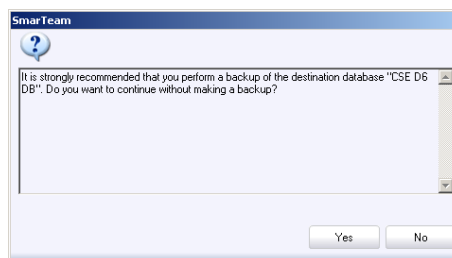 SmarTeam
It is strongly recommended that you perform a backup of the destination database "CSE D6
DB". Do you want to continue without making a backup?
Yes No